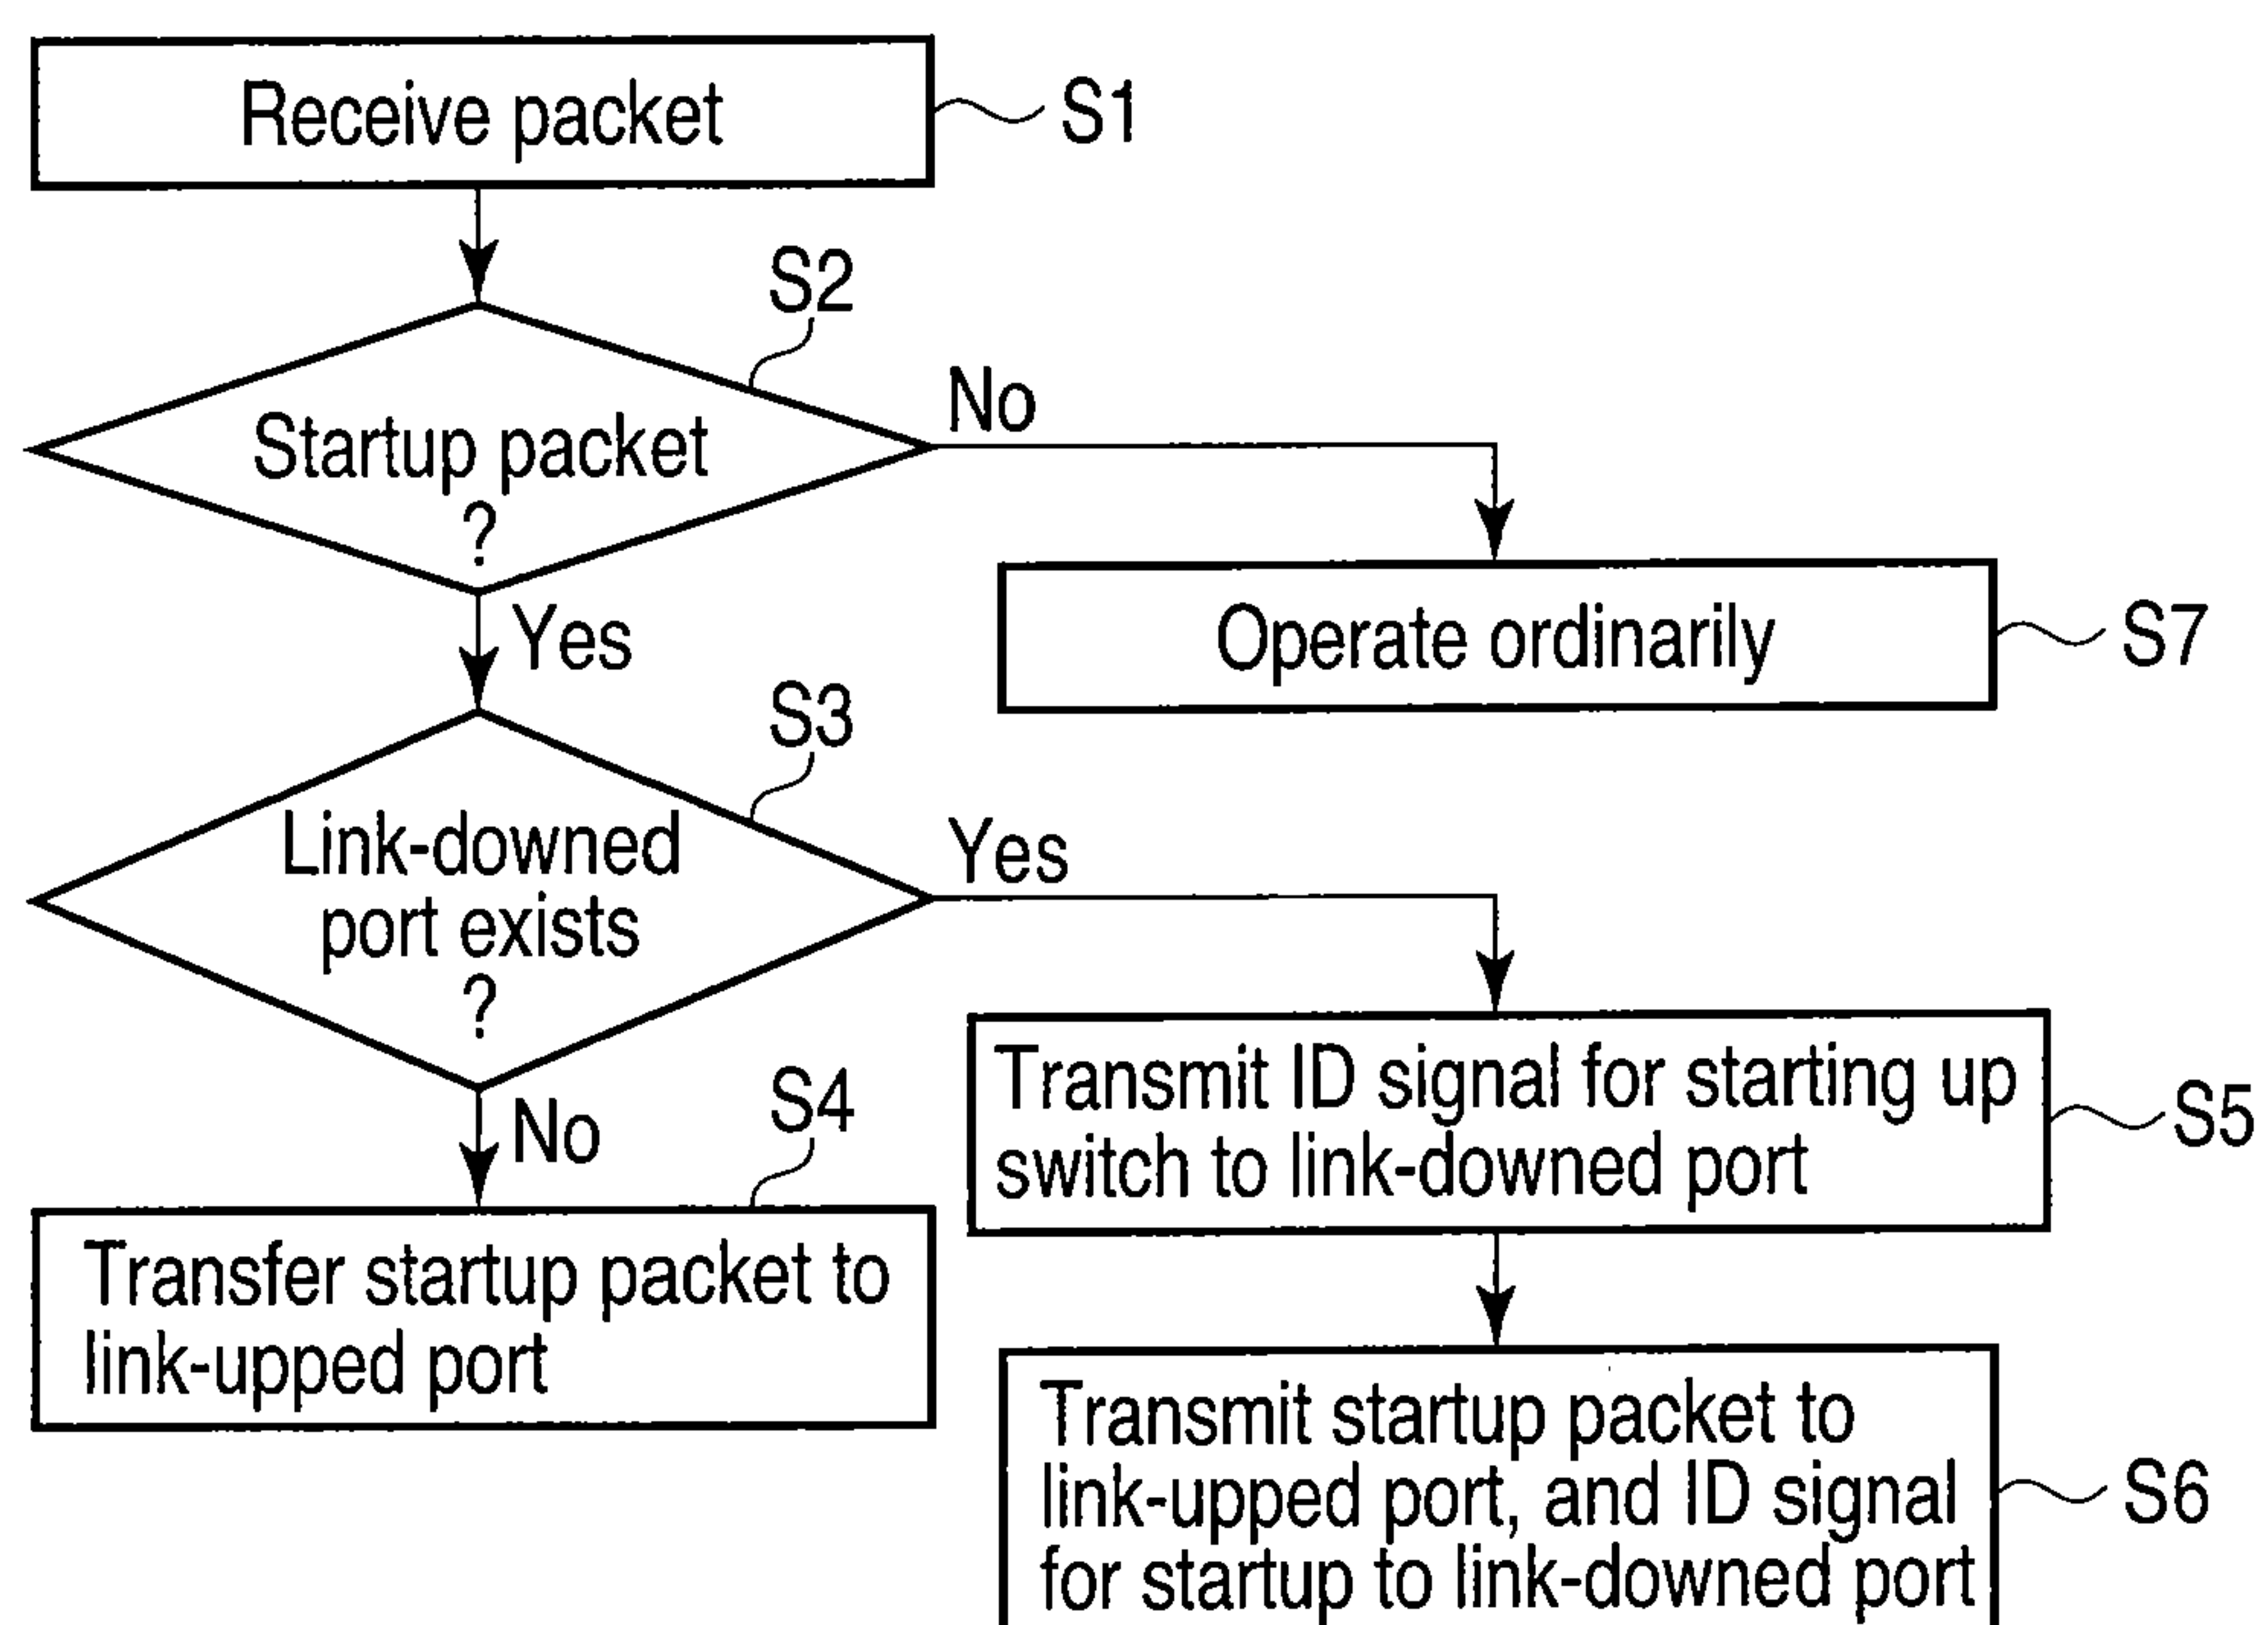 Receive packet
S1
S2
Startup packet
?
No
Yes
Operate ordinarily
S7
S3
Link-downed
port exists
?
Yes
No
Transmit ID signal for starting up
switch to link-downed port
S5
S4
Transfer startup packet to
link-upped port
Transmit startup packet to
link-upped port, and ID signal
for startup to link-downed port
S6